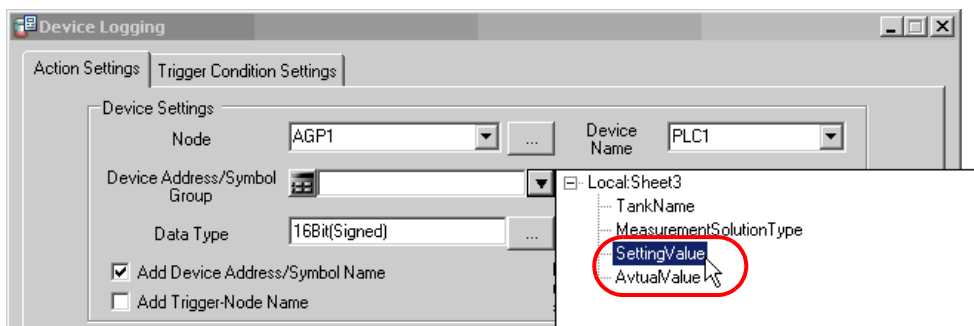 Device Logging
Action Settings Trigger Condition Settings
Device Settings
Node AGP1 ... Device Name PLC1
Device Address/Symbol Group
Data Type 16Bit(Signed) ...
Add Device Address/Symbol Name
Add Trigger-Node Name
Local:Sheet3
TankName
MeasurementSolutionType
SettingValue
AvtualValue